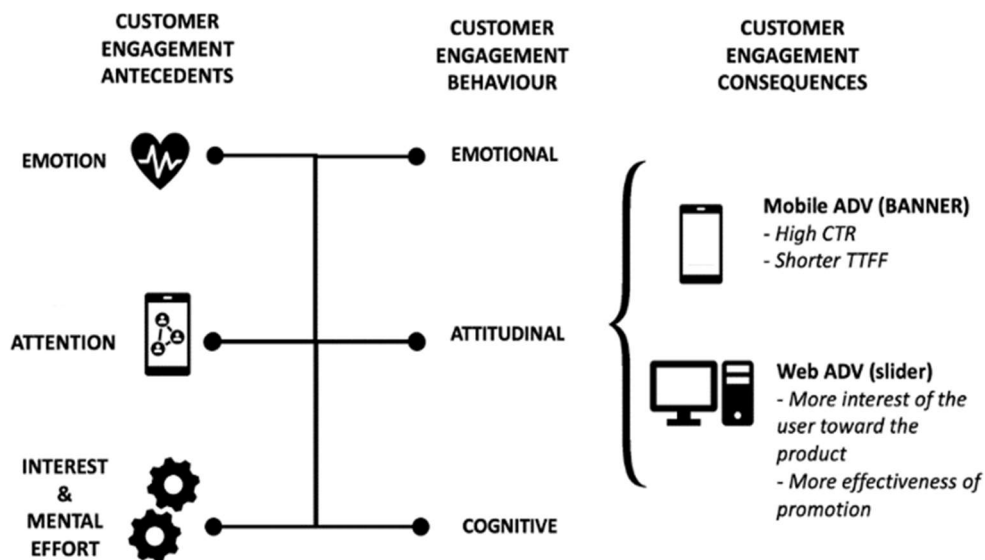 CUSTOMER
ENGAGEMENT
ANTECEDENTS
CUSTOMER
ENGAGEMENT
BEHAVIOUR
CUSTOMER
ENGAGEMENT
CONSEQUENCES
EMOTION
EMOTIONAL
Mobile ADV (BANNER)
- High CTR
- Shorter TTFF
ATTENTION
ATTITUDINAL
Web ADV (slider)
- More interest of the
user toward the
product
- More effectiveness of
promotion
INTEREST
&
MENTAL
EFFORT
COGNITIVE